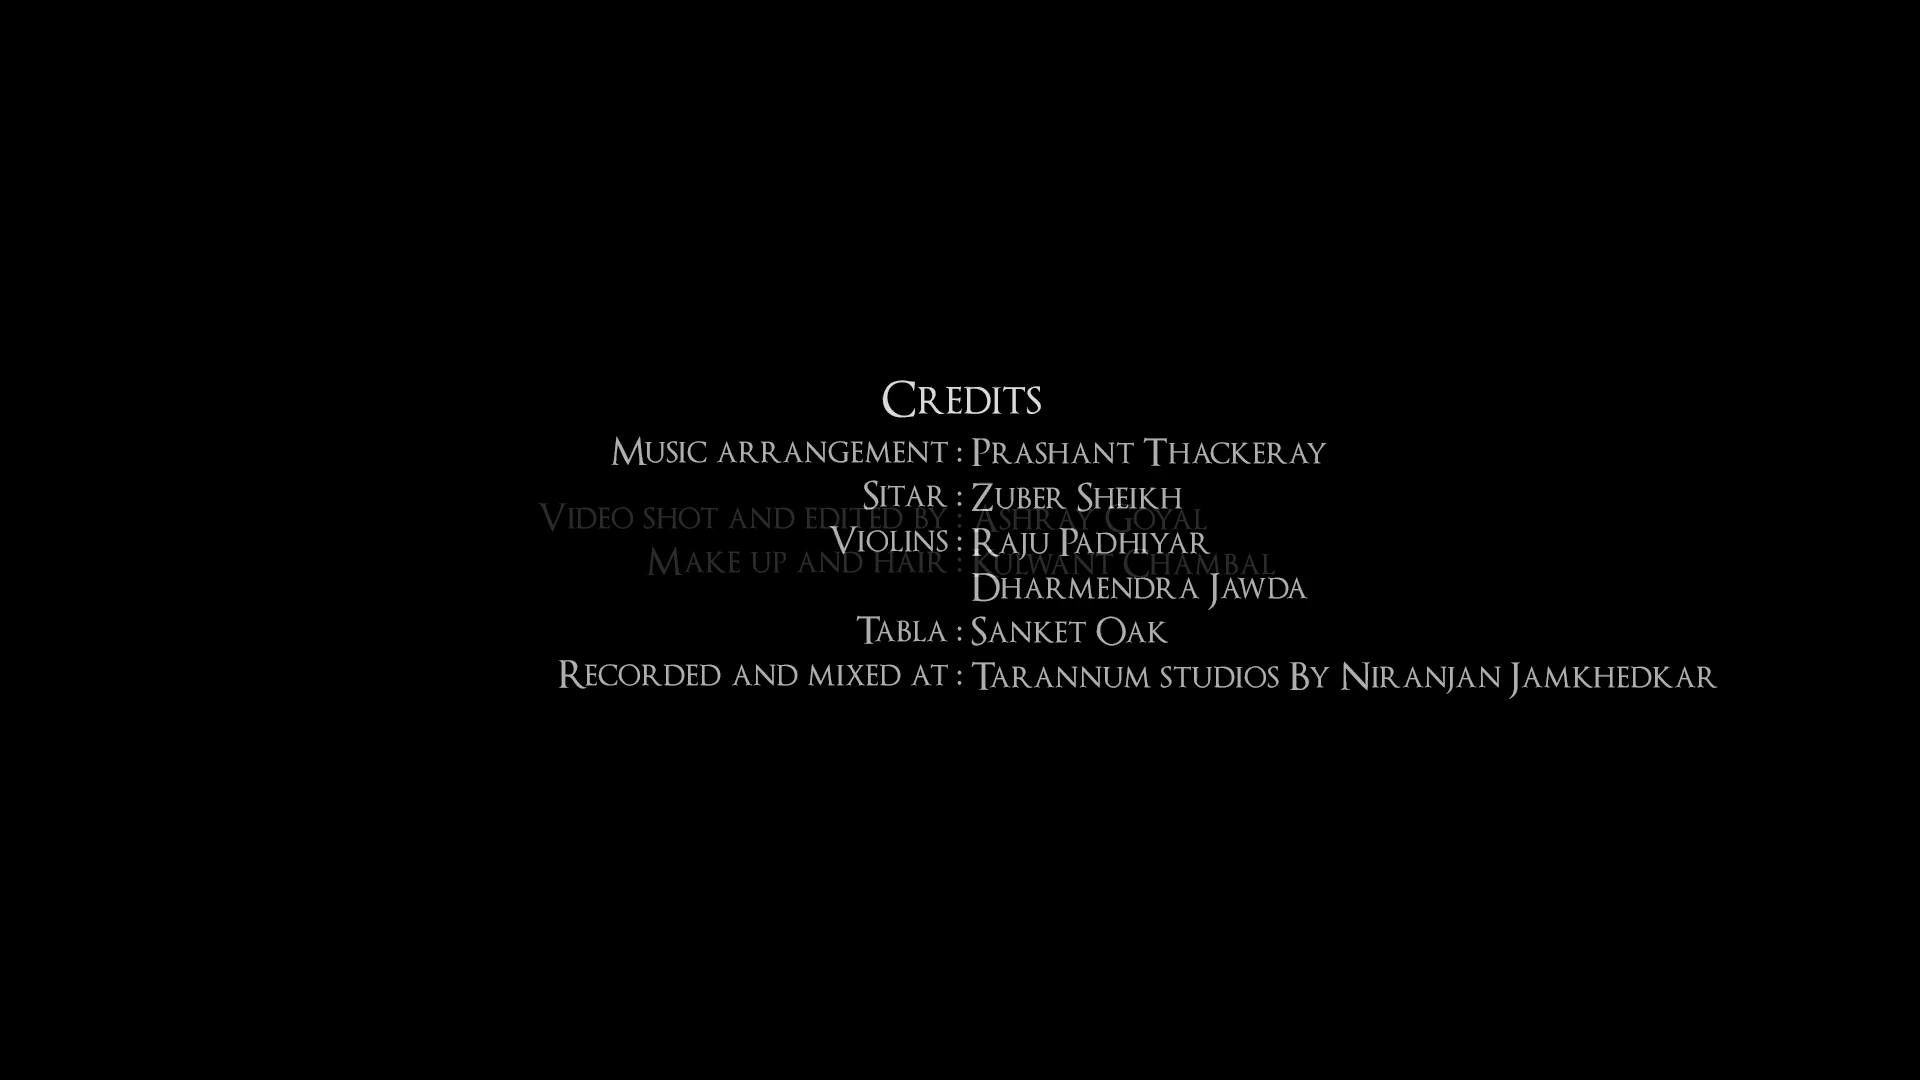 Credits
Music arrangement : Prashant Thackeray
Sitar : Zuber Sheikh
Video shot and edited by : Ashray Goyal
Violins : Raju Padhiyar
Make up and hair : Kulwant Chambal
Dharmendra Jawda
Tabla : Sanket Oak
Recorded and mixed at : Tarannum studios By Niranjan Jamkhedkar